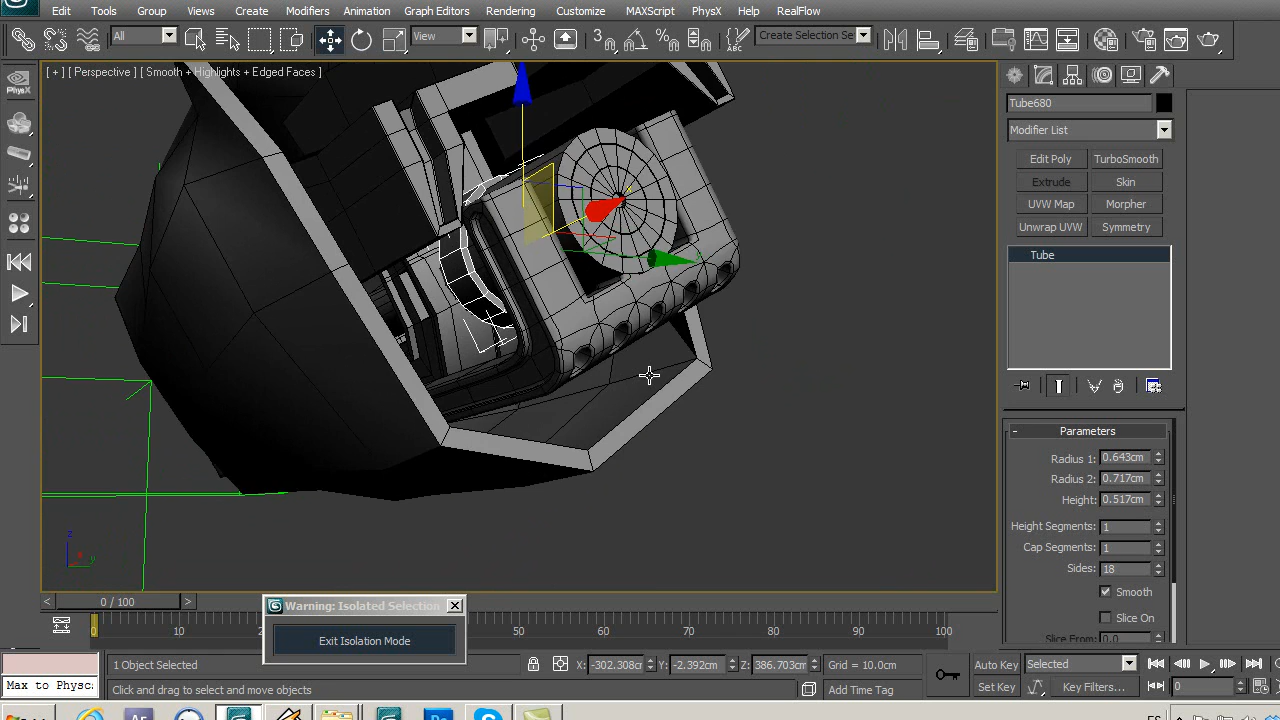 Edit Tools Group Views Create Modifiers Animation Graph Editors Rendering Customize MAXScript PhysX Help RealFlow
All View 3 % Create Selection Se
[ + ] [ Perspective ] [ Smooth + Highlights + Edged Faces ]
PhysX
Tube680
Modifier List
Edit Poly TurboSmooth
Extrude Skin
UVW Map Morpher
Unwrap UVW Symmetry
Tube
- Parameters
Radius 1: 0.643cm
Radius 2: 0.717cm
Height: 0.517cm
Height Segments: 1
Cap Segments: 1
Sides: 18
Smooth
Slice On
Slice From: 0.0
z
x y
< 0 / 100 >
Warning: Isolated Selection
Exit Isolation Mode
0 10 50 60 70 80 90 100
1 Object Selected X: -302.308cm Y: -2.392cm Z: 386.703cm Grid = 10.0cm Auto Key Selected
Max to Physc: Click and drag to select and move objects Add Time Tag Set Key Key Filters... 0
Ae Ps S ES